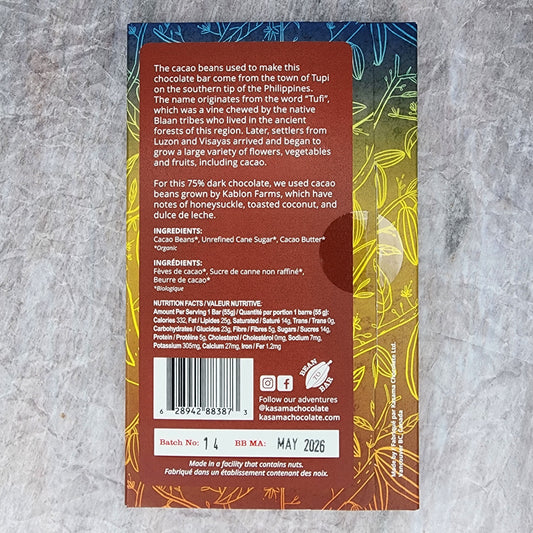 The cacao beans used to make this
chocolate bar come from the town of Tupi
on the southern tip of the Philippines.
The name originates from the word "Tufi",
which was a vine chewed by the native
Blaan tribes who lived in the ancient
forests of this region. Later, settlers from
Luzon and Visayas arrived and began to
grow a large variety of flowers, vegetables
and fruits, including cacao.
For this 75% dark chocolate, we used cacao
beans grown by Kablon Farms, which have
notes of honeysuckle, toasted coconut, and
dulce de leche.
INGREDIENTS:
Cacao Beans*, Unrefined Cane Sugar*, Cacao Butter*
*Organic
INGRÉDIENTS:
Fèves de cacao*, Sucre de canne non raffiné*,
Beurre de cacao*
*Biologique
NUTRITION FACTS / VALEUR NUTRITIVE:
Amount Per Serving 1 Bar (55g) / Quantité par portion 1 barre (55 g)
Calories 332, Fat / Lipides 25g, Saturated / Saturé 14g, Trans / Trans 0g,
Carbohydrates / Glucides 23g, Fibre / Fibres 5g, Sugars / Sucres 14g,
Protein / Protéine 5g, Cholesterol / Cholestérol 0mg, Sodium 7mg,
Potassium 305mg, Calcium 27mg, Iron / Fer 1.2mg
BEAN
TO
BAR
6 28942 88387 3
Follow our adventures
@kasamachocolate
kasamachocolate.com
Batch No: 14 BB MA: MAY 2026
Made in a facility that contains nuts.
Fabriqué dans un établissement contenant des noix.
Made by / Fabriqué par Kasama Chocolate Ltd.
Vancouver BC, Canada